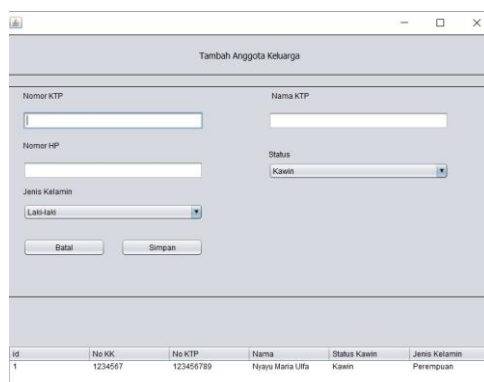 Tambah Anggota Keluarga
Nomor KTP
Nama KTP
Nomor HP
Status
Kawin
Jenis Kelamin
Laki-laki
Batal Simpan
id No KK No KTP Nama Status Kawin Jenis Kelamin
1 1234567 123456789 Nyayu Maria Ulfa Kawin Perempuan